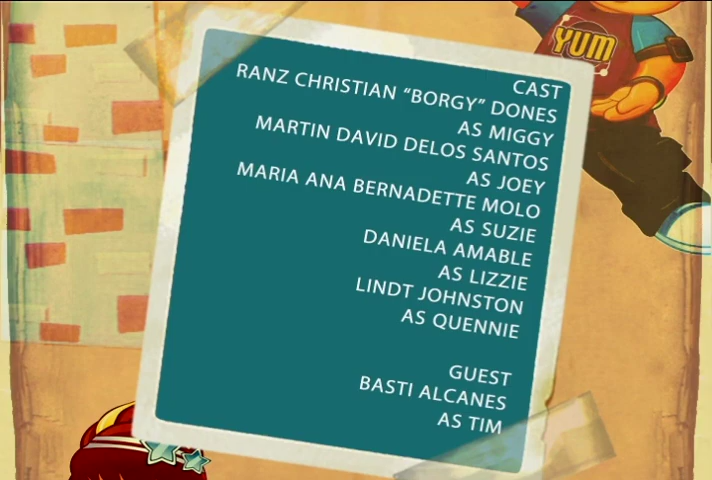 YUM
CAST
RANZ CHRISTIAN “BORGY” DONES
AS MIGGY
MARTIN DAVID DELOS SANTOS
AS JOEY
MARIA ANA BERNADETTE MOLO
AS SUZIE
DANIELA AMABLE
AS LIZZIE
LINDT JOHNSTON
AS QUENNIE
GUEST
BASTI ALCANES
AS TIM